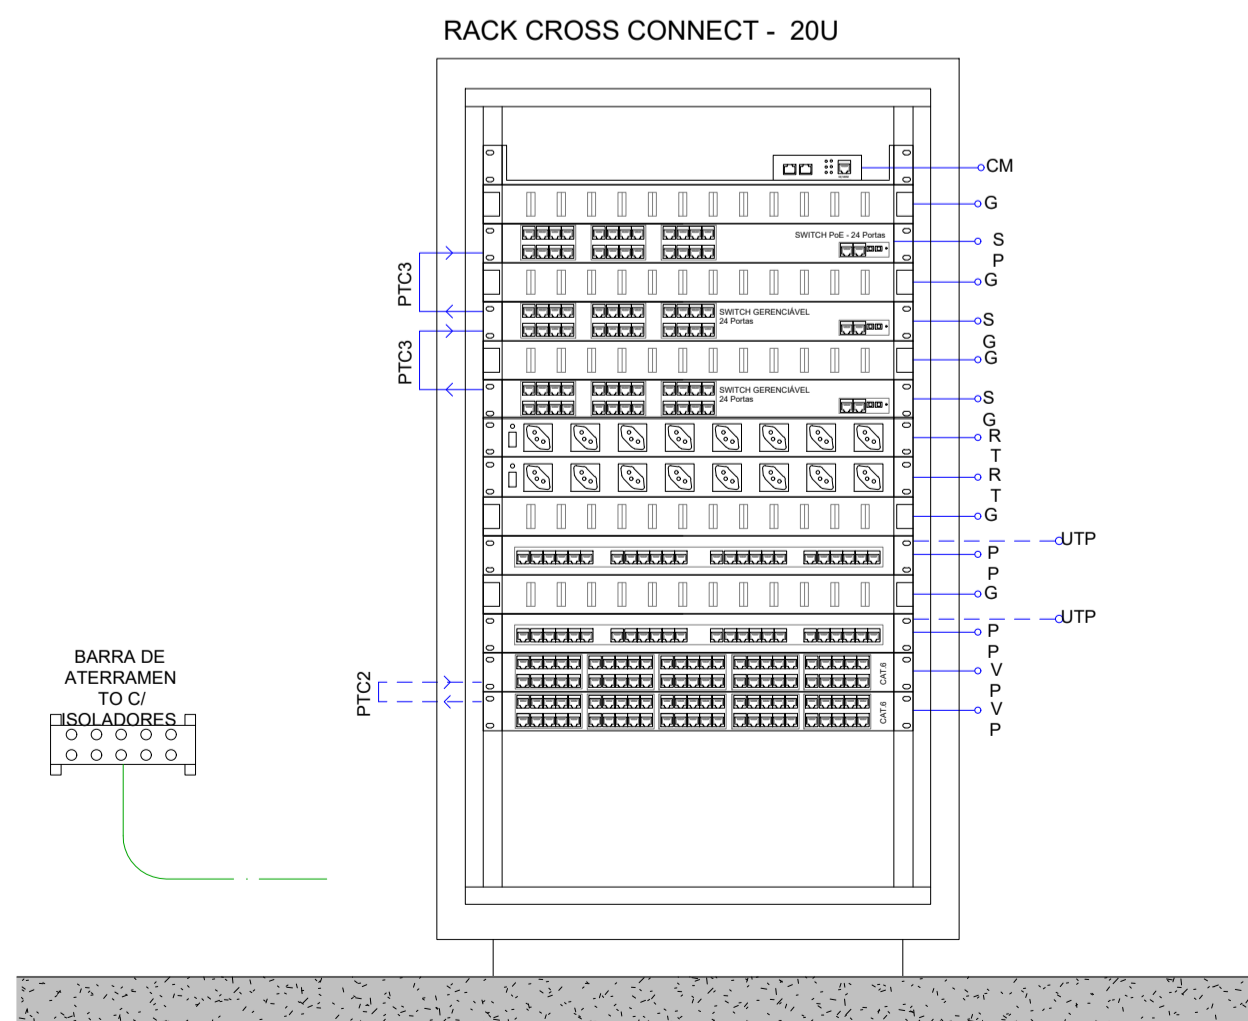 RACK CROSS CONNECT - 20U
CM
G
SWITCH PoE - 24 Portas
S
P
G
PTC3
SWITCH GERENCIÁVEL
24 Portas
S
G
G
PTC3
SWITCH GERENCIÁVEL
24 Portas
S
G
R
T
R
T
G
UTP
P
P
G
UTP
P
P
CAT.6
V
P
PTC2
CAT.6
V
P
BARRA DE
ATERRAMEN
TO C/
ISOLADORES